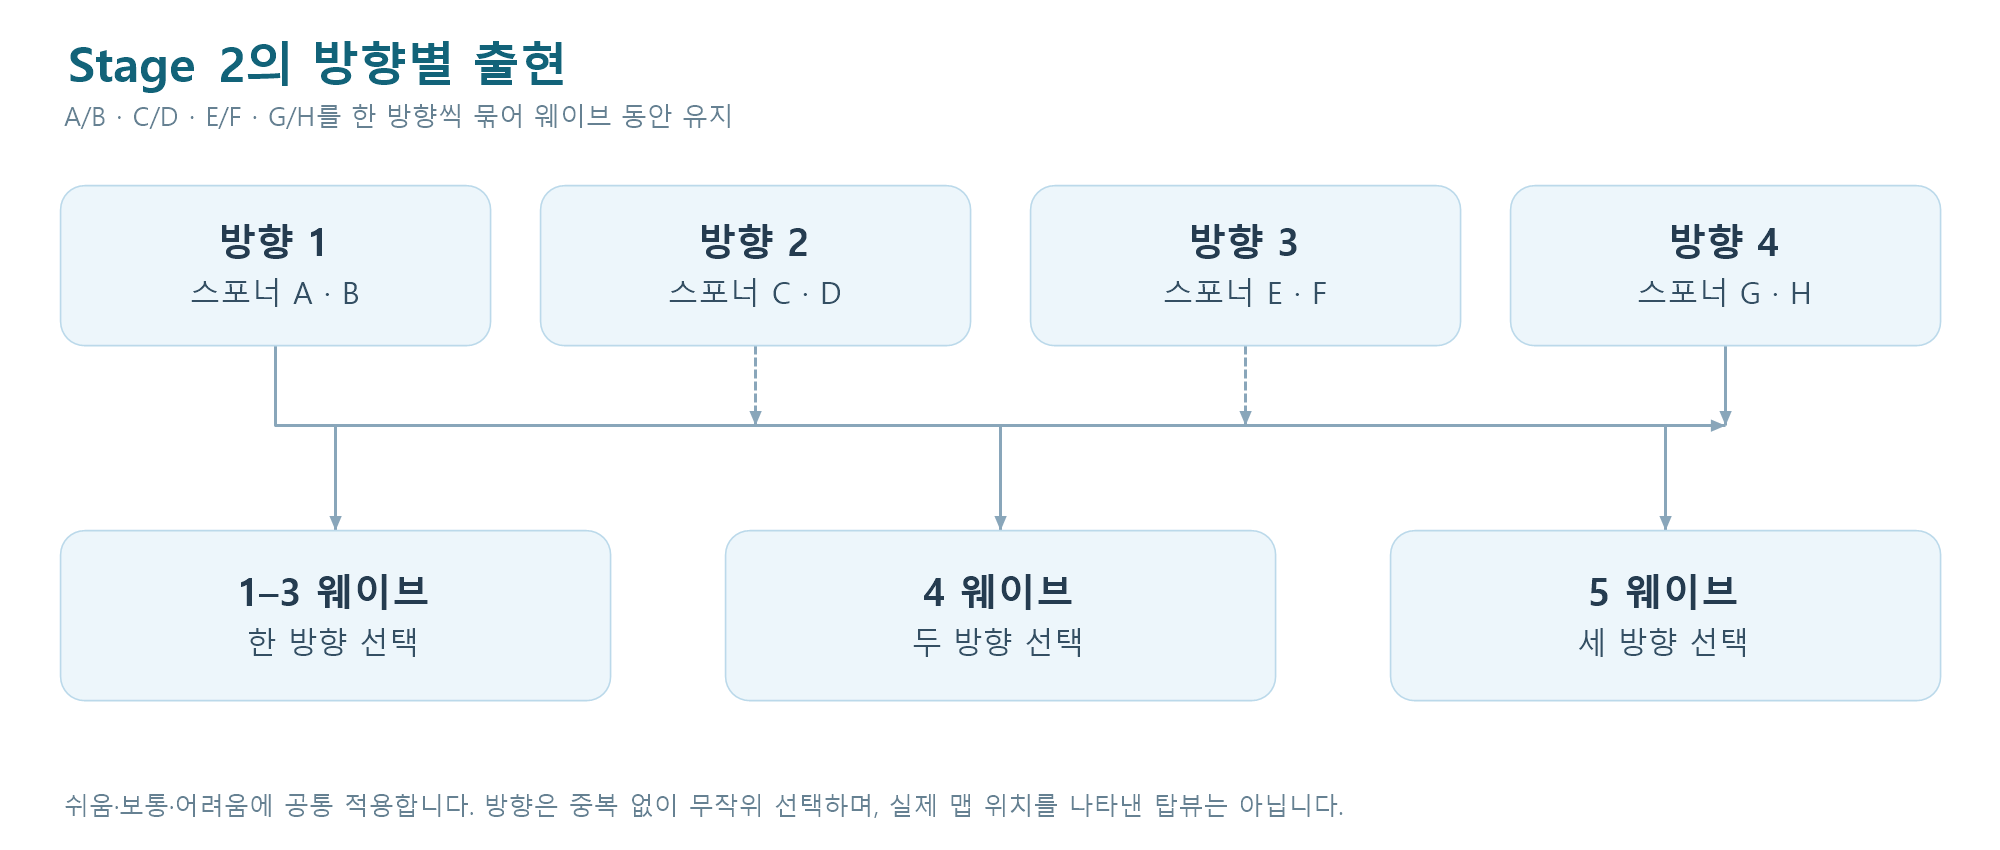 Stage 2의 방향별 출현
A/B · C/D · E/F · G/H를 한 방향씩 묶어 웨이브 동안 유지
방향 1
스포너 A · B
방향 2
스포너 C · D
방향 3
스포너 E · F
방향 4
스포너 G · H
1–3 웨이브
한 방향 선택
4 웨이브
두 방향 선택
5 웨이브
세 방향 선택
쉬움·보통·어려움에 공통 적용합니다. 방향은 중복 없이 무작위 선택하며, 실제 맵 위치를 나타낸 탑뷰는 아닙니다.